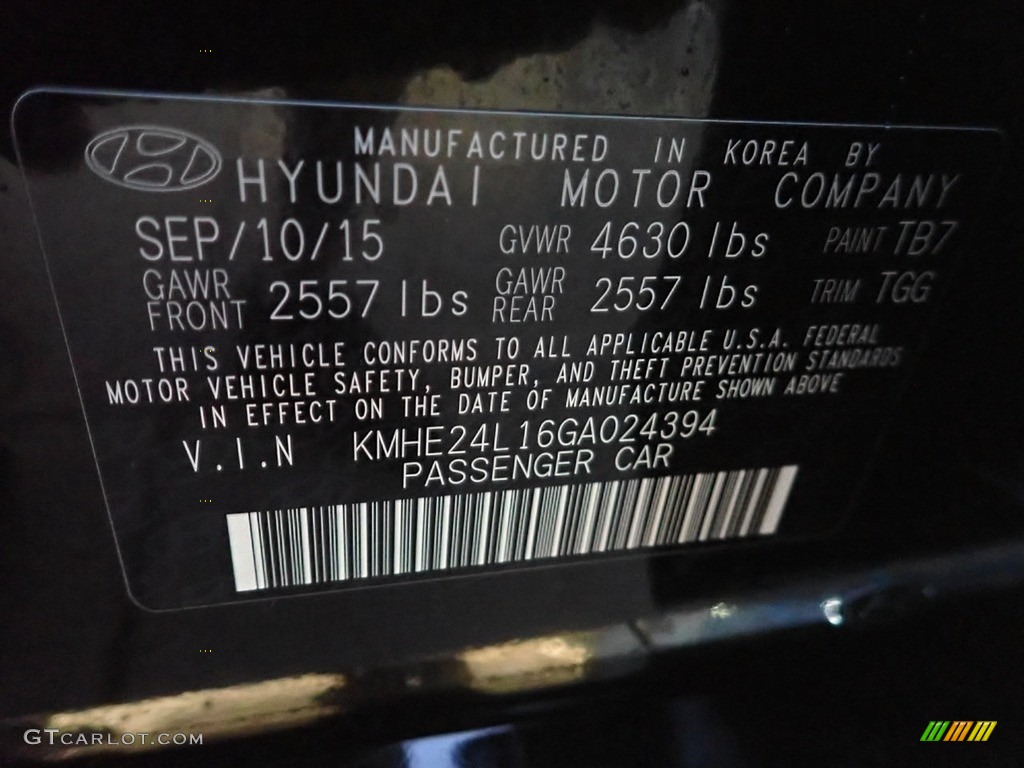 MANUFACTURED IN KOREA BY
HYUNDAI MOTOR COMPANY
SEP/10/15 GVWR 4630 lbs PAINT TB7
GAWR FRONT 2557 lbs GAWR REAR 2557 lbs TRIM TGG
THIS VEHICLE CONFORMS TO ALL APPLICABLE U.S.A. FEDERAL
MOTOR VEHICLE SAFETY, BUMPER, AND THEFT PREVENTION STANDARDS
IN EFFECT ON THE DATE OF MANUFACTURE SHOWN ABOVE
V.I.N KMHE24L16GA024394
PASSENGER CAR
GTCARLOT.COM